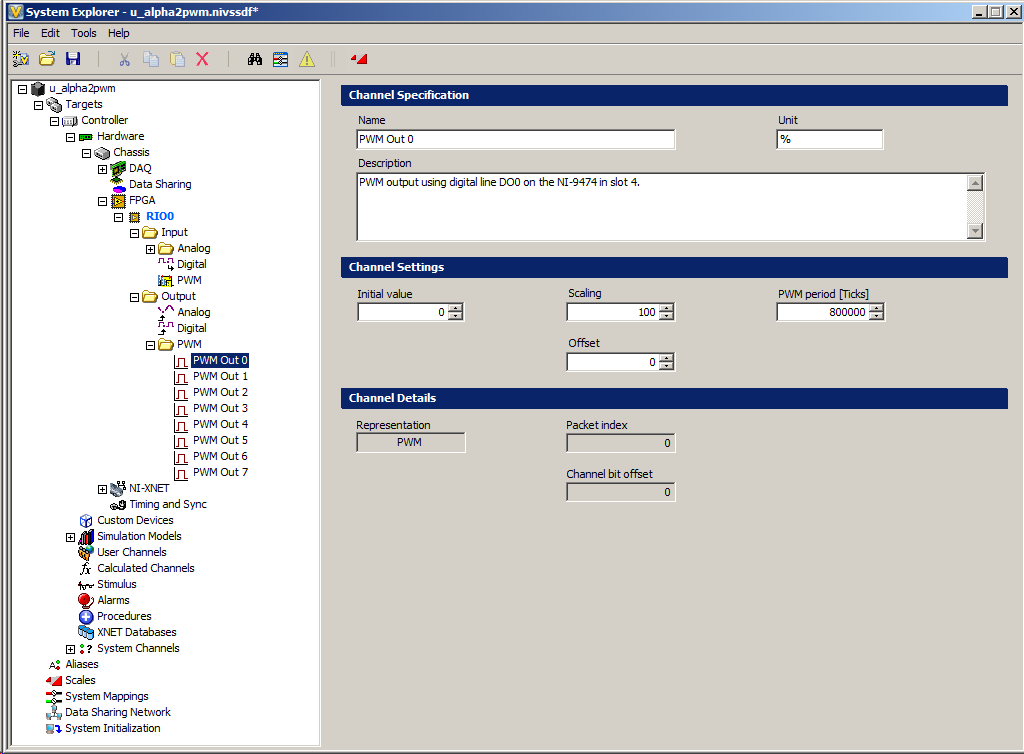 System Explorer - u_alpha2pwm.nivssdf*
File Edit Tools Help
u_alpha2pwm
Targets
Controller
Hardware
Chassis
DAQ
Data Sharing
FPGA
RIO0
Input
Analog
Digital
PWM
Output
Analog
Digital
PWM
PWM Out 0
PWM Out 1
PWM Out 2
PWM Out 3
PWM Out 4
PWM Out 5
PWM Out 6
PWM Out 7
NI-XNET
Timing and Sync
Custom Devices
Simulation Models
User Channels
Calculated Channels
Stimulus
Alarms
Procedures
XNET Databases
System Channels
Aliases
Scales
System Mappings
Data Sharing Network
System Initialization
Channel Specification
Name Unit
PWM Out 0 %
Description
PWM output using digital line DO0 on the NI-9474 in slot 4.
Channel Settings
Initial value Scaling PWM period [Ticks]
0 100 800000
Offset
0
Channel Details
Representation Packet index
PWM 0
Channel bit offset
0